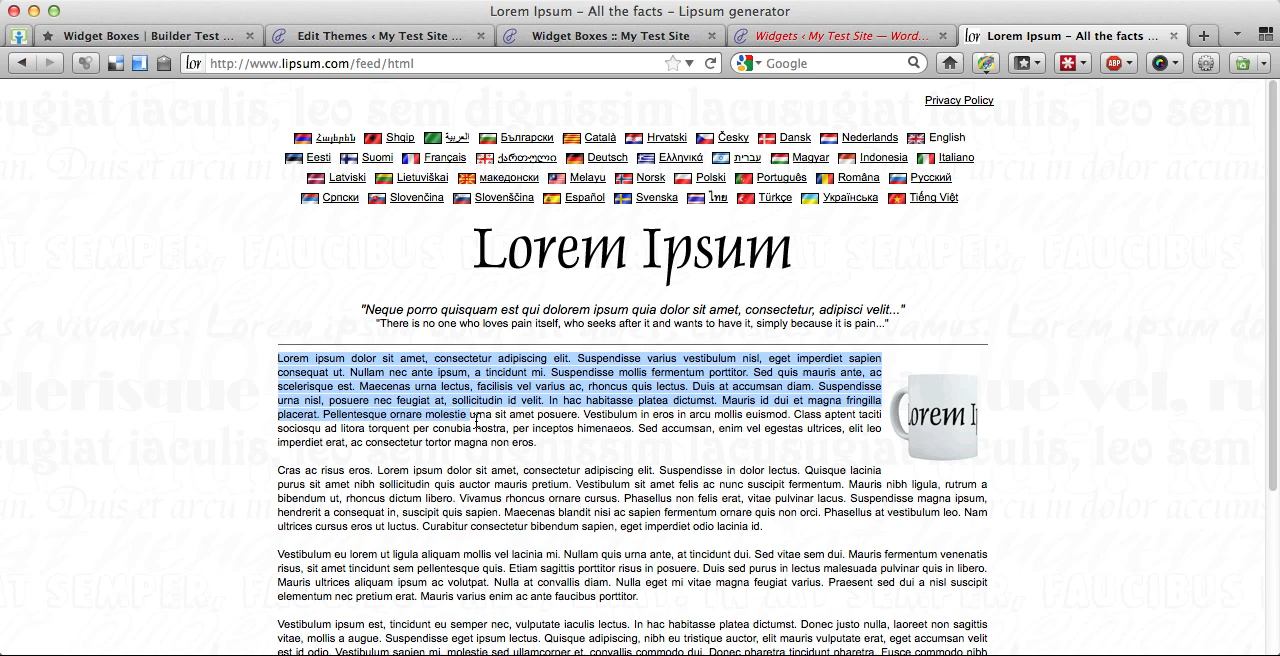 Lorem Ipsum – All the facts – Lipsum generator
Widget Boxes | Builder Test ... Edit Themes ‹ My Test Site ... Widget Boxes :: My Test Site Widgets ‹ My Test Site — Word... lor Lorem Ipsum – All the facts ...
lor http://www.lipsum.com/feed/html Google ABP
Privacy Policy
Հայերեն Shqip العربية Български Català Hrvatski Česky Dansk Nederlands English
Eesti Suomi Français ქართული Deutsch Ελληνικά עברית Magyar Indonesia Italiano
Latviski Lietuviškai македонски Melayu Norsk Polski Português Româna Русский
Српски Slovenčina Slovenščina Español Svenska ไทย Türkçe Українська Tiếng Việt
Lorem Ipsum
"Neque porro quisquam est qui dolorem ipsum quia dolor sit amet, consectetur, adipisci velit..."
"There is no one who loves pain itself, who seeks after it and wants to have it, simply because it is pain..."
Lorem ipsum dolor sit amet, consectetur adipiscing elit. Suspendisse varius vestibulum nisl, eget imperdiet sapien
consequat ut. Nullam nec ante ipsum, a tincidunt mi. Suspendisse mollis fermentum porttitor. Sed quis mauris ante, ac
scelerisque est. Maecenas urna lectus, facilisis vel varius ac, rhoncus quis lectus. Duis at accumsan diam. Suspendisse
urna nisl, posuere nec feugiat at, sollicitudin id velit. In hac habitasse platea dictumst. Mauris id dui et magna fringilla
placerat. Pellentesque ornare molestie urna sit amet posuere. Vestibulum in eros in arcu mollis euismod. Class aptent taciti
sociosqu ad litora torquent per conubia nostra, per inceptos himenaeos. Sed accumsan, enim vel egestas ultrices, elit leo
imperdiet erat, ac consectetur tortor magna non eros.
orem I
Cras ac risus eros. Lorem ipsum dolor sit amet, consectetur adipiscing elit. Suspendisse in dolor lectus. Quisque lacinia
purus sit amet nibh sollicitudin quis auctor mauris pretium. Vestibulum sit amet felis ac nunc suscipit fermentum. Mauris nibh ligula, rutrum a
bibendum ut, rhoncus dictum libero. Vivamus rhoncus ornare cursus. Phasellus non felis erat, vitae pulvinar lacus. Suspendisse magna ipsum,
hendrerit a consequat in, suscipit quis sapien. Maecenas blandit nisi ac sapien fermentum ornare quis non orci. Phasellus at vestibulum leo. Nam
ultrices cursus eros ut luctus. Curabitur consectetur bibendum sapien, eget imperdiet odio lacinia id.
Vestibulum eu lorem ut ligula aliquam mollis vel lacinia mi. Nullam quis urna ante, at tincidunt dui. Sed vitae sem dui. Mauris fermentum venenatis
risus, sit amet tincidunt sem pellentesque quis. Etiam sagittis porttitor risus in posuere. Duis sed purus in lectus malesuada pulvinar quis in libero.
Mauris ultrices aliquam ipsum ac volutpat. Nulla at convallis diam. Nulla eget mi vitae magna feugiat varius. Praesent sed dui a nisl suscipit
elementum nec pretium erat. Mauris varius enim ac ante faucibus porttitor.
Vestibulum ipsum est, tincidunt eu semper nec, vulputate iaculis lectus. In hac habitasse platea dictumst. Donec justo nulla, laoreet non sagittis
vitae, mollis a augue. Suspendisse eget ipsum lectus. Quisque adipiscing, nibh eu tristique auctor, elit mauris vulputate erat, eget accumsan velit